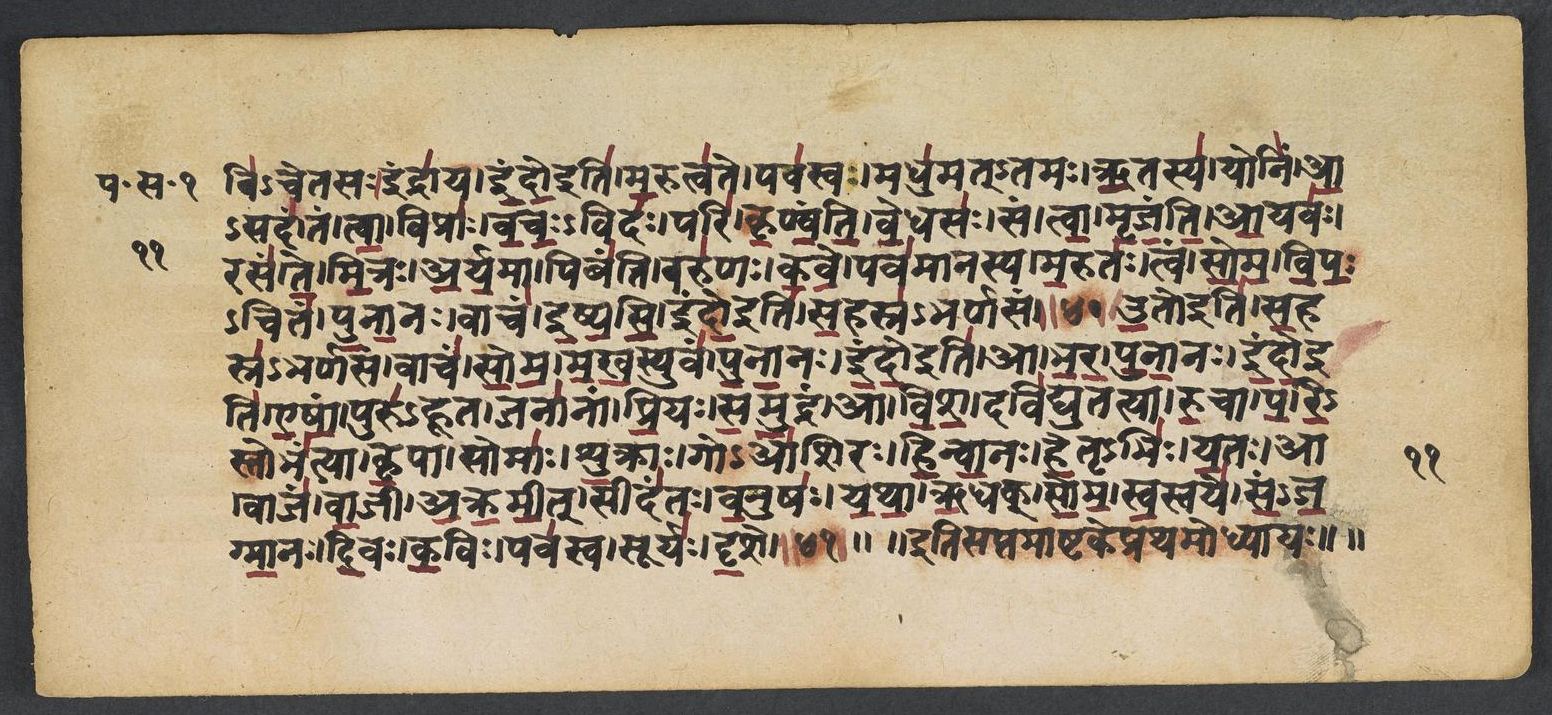 प॰ स॰ १
११
विऽचेतसः।इंद्राय।इंदोइति।मरुत्वते।पवस्व।मधुमत्ऽतमः।ऋतस्य।योनिं।आ
ऽसदं।तं।त्वा।विप्राः।वचःऽविदः।परि।कृण्वंति।वेधसः।सं।त्वा।मृजंति।आयवः।
रसं।ते।मित्रः।अर्यमा।पिबंति।वरुणः।कवे।पवमानस्य।मरुतः।त्वं।सोम।विपः
ऽचितं।पुनानः।वाचं।इष्यसि।इंदोइति।सहस्रऽभर्णसं॥४०॥उतोइति।सह
स्रऽभर्णसं।वाचं।सोम।मखस्युवं।पुनानः।इंदोइति।आ।भर।पुनानः।इंदोइ
ति।एषां।पुरुऽहूत।जनानां।प्रियः।समुद्रं।आ।विश।दविद्युतत्या।रुचा।परिऽ
स्तोभंत्या।कृपा।सोमाः।शुक्राः।गोऽआशिरः।हिन्वानः।हेतृऽभिः।यतः।आ
।वाजं।वाजी।अक्रमीत्।सीदंतः।वनुषः।यथा।ऋधक्।सोम।स्वस्तये।संऽज
ग्मानः।दिवः।कविः।पवस्व।सूर्यः।दृशे॥४१॥ ॥इतिसप्तमाष्टकेप्रथमोध्यायः॥ ॥
११